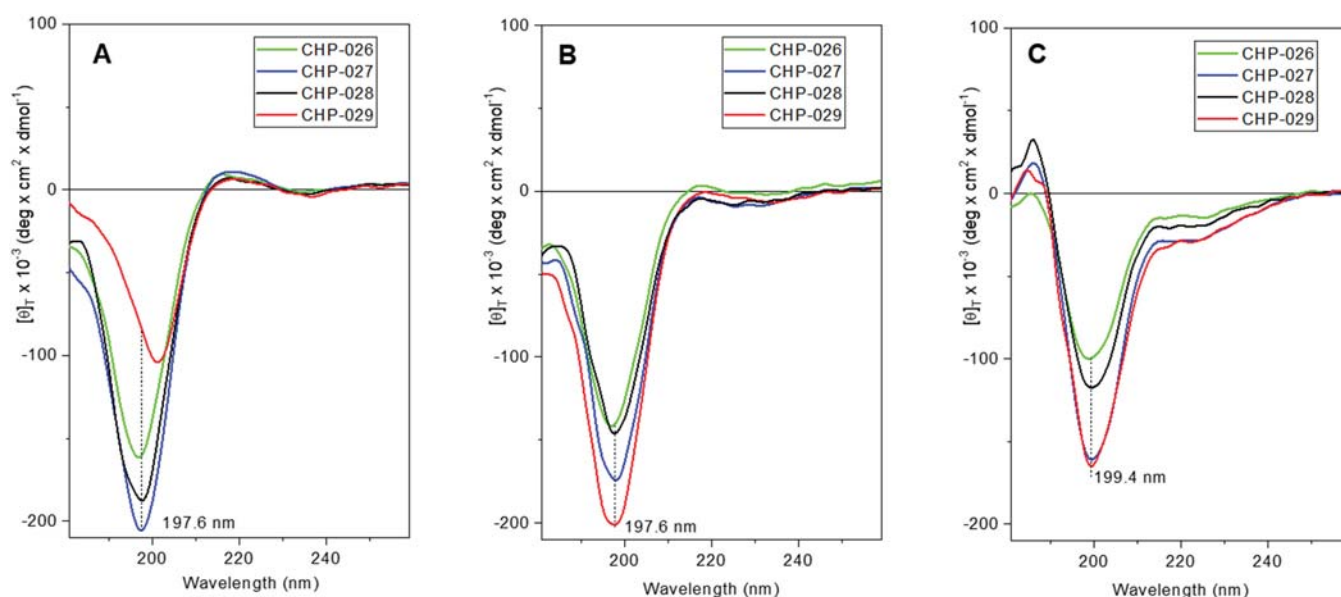 A
CHP-026
CHP-027
CHP-028
CHP-029
100
0
-100
-200
[θ]T x 10-3 (deg x cm2 x dmol-1)
197.6 nm
200
220
240
Wavelength (nm)
B
CHP-026
CHP-027
CHP-028
CHP-029
100
0
-100
-200
[θ]T x 10-3 (deg x cm2 x dmol-1)
197.6 nm
200
220
240
Wavelength (nm)
C
CHP-026
CHP-027
CHP-028
CHP-029
100
0
-100
-200
[θ]T x 10-3 (deg x cm2 x dmol-1)
199.4 nm
200
220
240
Wavelength (nm)